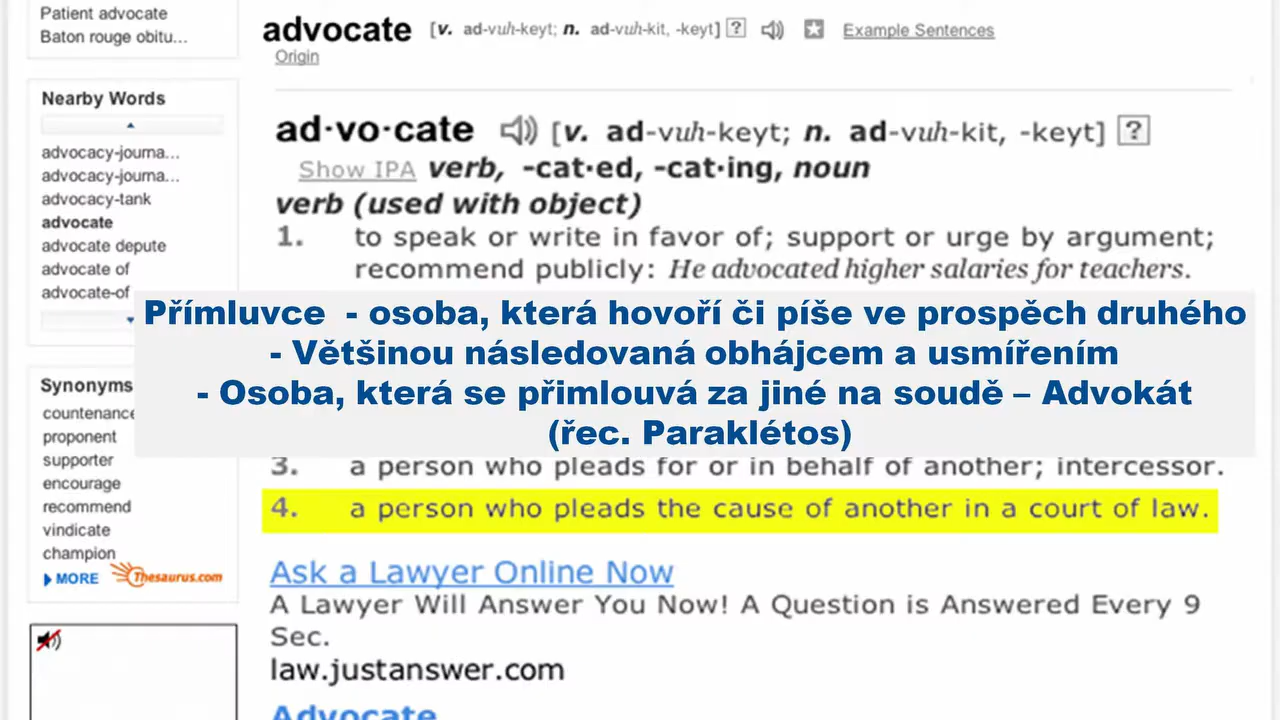 Patient advocate
Baton rouge obitu...
Nearby Words
advocacy-journa...
advocacy-journa...
advocacy-tank
advocate
advocate depute
advocate of
advocate-of
Synonyms
countenance
proponent
supporter
encourage
recommend
vindicate
champion
MORE Thesaurus.com
advocate [v. ad-vuh-keyt; n. ad-vuh-kit, -keyt] ? Example Sentences
Origin
ad·vo·cate [v. ad-vuh-keyt; n. ad-vuh-kit, -keyt] ?
Show IPA verb, -cat·ed, -cat·ing, noun
verb (used with object)
1. to speak or write in favor of; support or urge by argument;
recommend publicly: He advocated higher salaries for teachers.
Přímluvce - osoba, která hovoří či píše ve prospěch druhého
- Většinou následovaná obhájcem a usmířením
- Osoba, která se přimlouvá za jiné na soudě – Advokát
(řec. Paraklétos)
3. a person who pleads for or in behalf of another; intercessor.
4. a person who pleads the cause of another in a court of law.
Ask a Lawyer Online Now
A Lawyer Will Answer You Now! A Question is Answered Every 9
Sec.
law.justanswer.com
Advocate